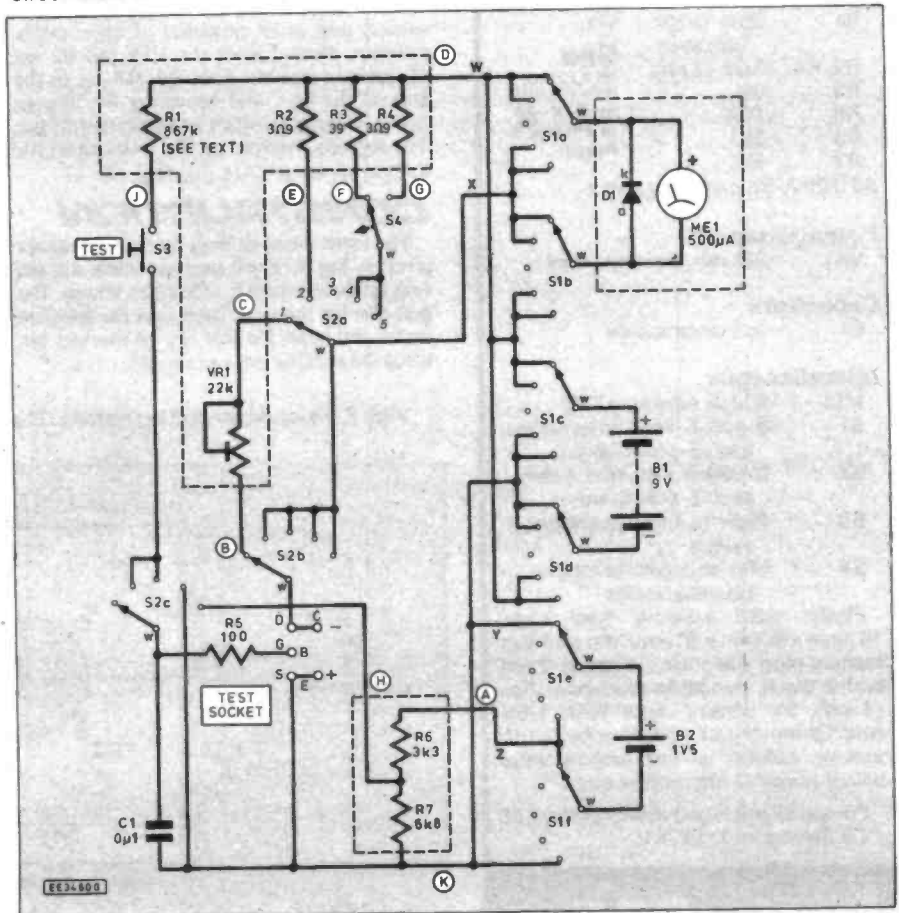 D
W
R1
867k
(SEE TEXT)
R2
3Ω9
R3
39
R4
3Ω9
S1a
k
D1
a
+
ME1
500µA
w
J
E
F
G
S4
w
X
TEST
S3
S1b
w
C
2
3
4
5
1
S2a
w
VR1
22k
S1c
w
+
B1
9V
-
B
S2b
w
S1d
w
S2c
w
D
C
-
R5
100
G
B
S
E
+
TEST
SOCKET
H
A
Y
S1e
w
R6
3k3
Z
+
B2
1V5
-
R7
6k8
S1f
w
C1
0µ1
K
EE3460G